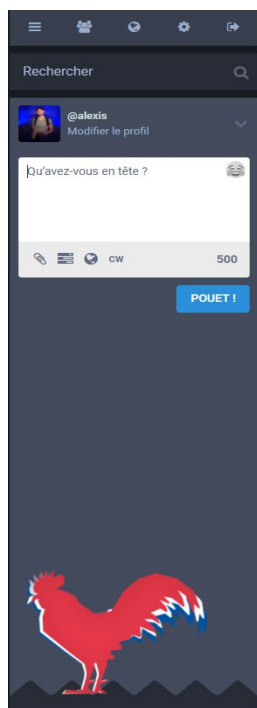 Rechercher
@alexis
Modifier le profil
Qu'avez-vous en tête ?
CW 500
POUET !